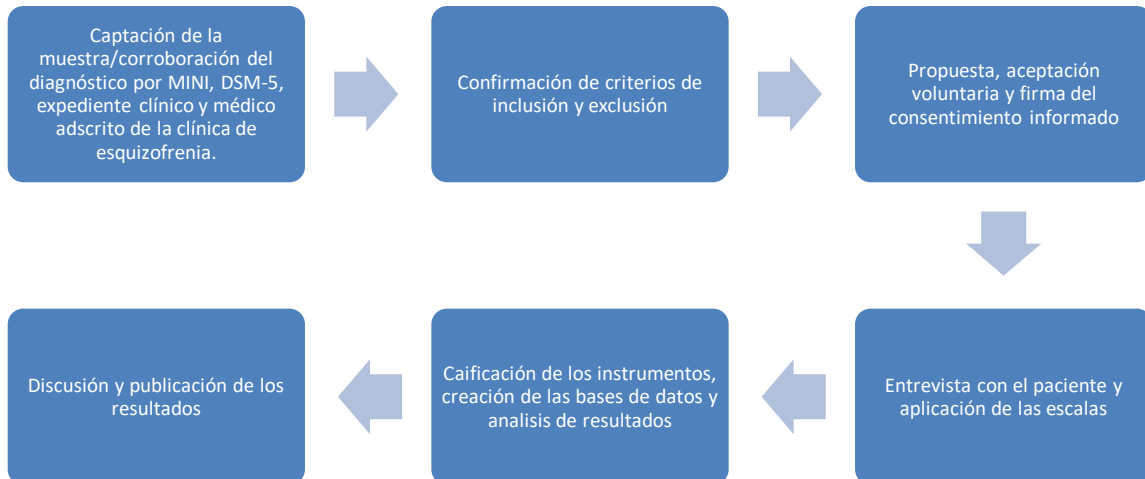 Captación de la
muestra/corroboración del
diagnóstico por MINI, DSM-5,
expediente clínico y médico
adscrito de la clínica de
esquizofrenia.
Confirmación de criterios de
inclusión y exclusión
Propuesta, aceptación
voluntaria y firma del
consentimiento informado
Entrevista con el paciente y
aplicación de las escalas
Caificación de los instrumentos,
creación de las bases de datos y
analisis de resultados
Discusión y publicación de los
resultados